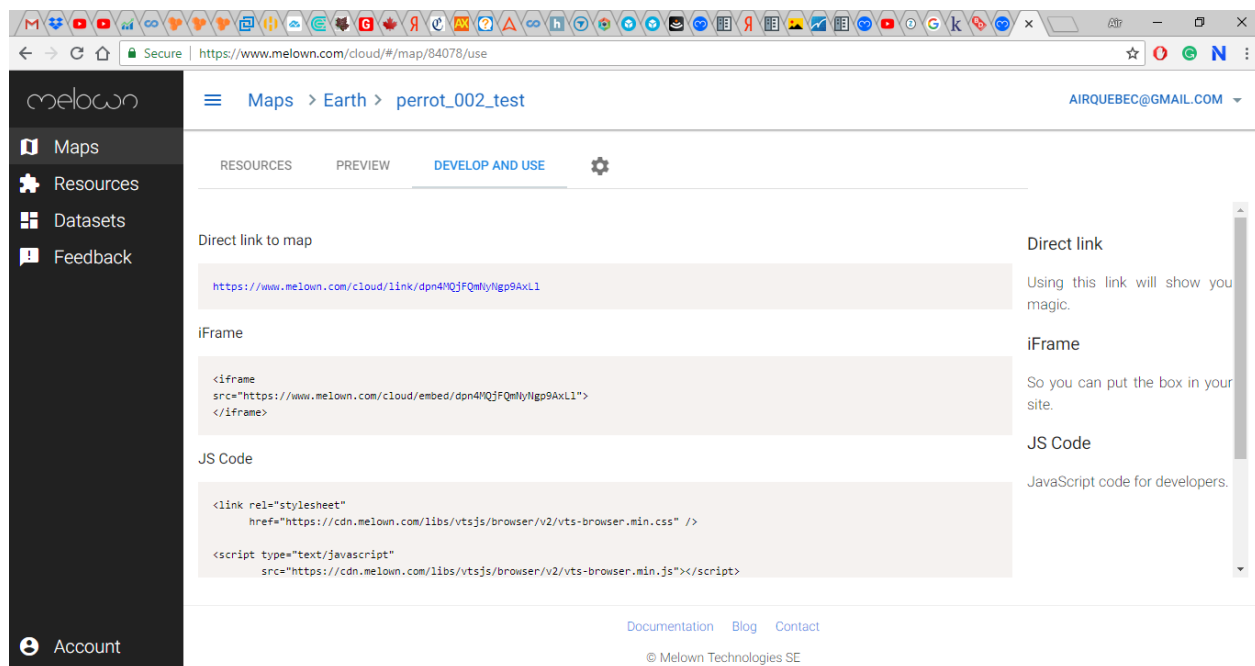 Air
Secure | https://www.melown.com/cloud/#/map/84078/use
melown
Maps > Earth > perrot_002_test
AIRQUEBEC@GMAIL.COM
Maps
Resources
Datasets
Feedback
Account
RESOURCES PREVIEW DEVELOP AND USE
Direct link to map
https://www.melown.com/cloud/link/dpn4MQjFQmNyNgp9AxLl
iFrame
<iframe
src="https://www.melown.com/cloud/embed/dpn4MQjFQmNyNgp9AxLl">
</iframe>
JS Code
<link rel="stylesheet"
href="https://cdn.melown.com/libs/vtsjs/browser/v2/vts-browser.min.css" />
<script type="text/javascript"
src="https://cdn.melown.com/libs/vtsjs/browser/v2/vts-browser.min.js"></script>
Direct link
Using this link will show you
magic.
iFrame
So you can put the box in your
site.
JS Code
JavaScript code for developers.
Documentation Blog Contact
© Melown Technologies SE